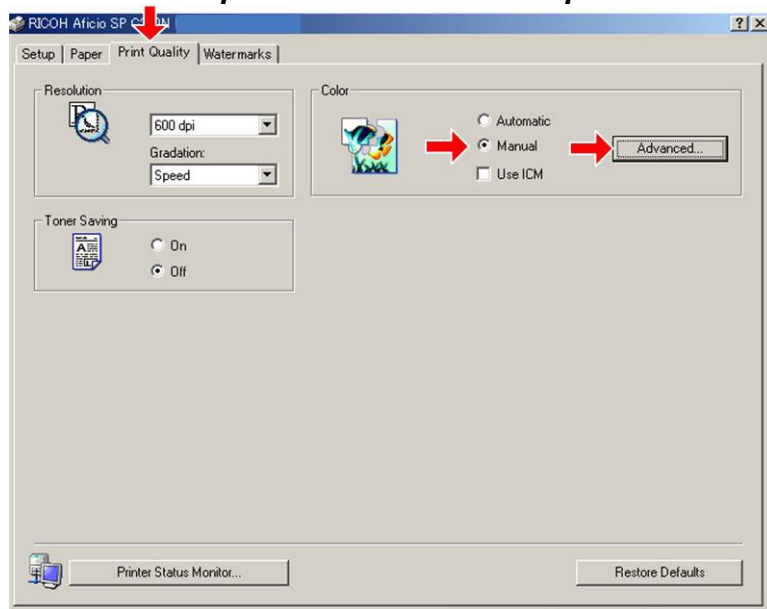 RICOH Aficio SP
Setup Paper Print Quality Watermarks
Resolution
600 dpi
Gradation:
Speed
Color
Automatic
Manual
Use ICM
Advanced...
Toner Saving
On
Off
Printer Status Monitor...
Restore Defaults